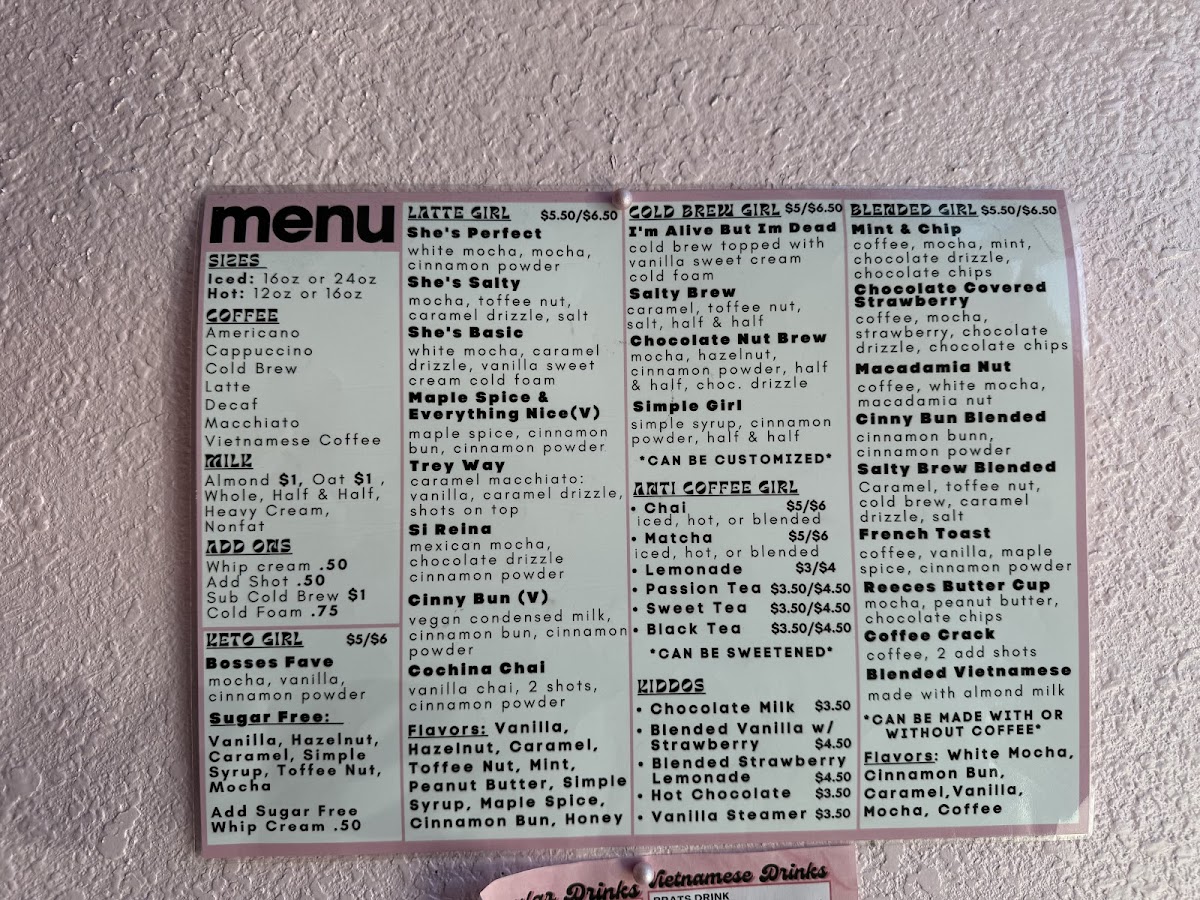 menu
SIZES
Iced: 16oz or 24oz
Hot: 12oz or 16oz
COFFEE
Americano
Cappuccino
Cold Brew
Latte
Decaf
Macchiato
Vietnamese Coffee
MILK
Almond $1, Oat $1 ,
Whole, Half & Half,
Heavy Cream,
Nonfat
ADD ONS
Whip cream .50
Add Shot .50
Sub Cold Brew $1
Cold Foam .75
KETO GIRL $5/$6
Bosses Fave
mocha, vanilla,
cinnamon powder
Sugar Free:
Vanilla, Hazelnut,
Caramel, Simple
Syrup, Toffee Nut,
Mocha
Add Sugar Free
Whip Cream .50
LATTE GIRL $5.50/$6.50
She's Perfect
white mocha, mocha,
cinnamon powder
She's Salty
mocha, toffee nut,
caramel drizzle, salt
She's Basic
white mocha, caramel
drizzle, vanilla sweet
cream cold foam
Maple Spice &
Everything Nice(V)
maple spice, cinnamon
bun, cinnamon powder
Trey Way
caramel macchiato:
vanilla, caramel drizzle,
shots on top
Si Reina
mexican mocha,
chocolate drizzle
cinnamon powder
Cinny Bun (V)
vegan condensed milk,
cinnamon bun, cinnamon
powder
Cochina Chai
vanilla chai, 2 shots,
cinnamon powder
Flavors: Vanilla,
Hazelnut, Caramel,
Toffee Nut, Mint,
Peanut Butter, Simple
Syrup, Maple Spice,
Cinnamon Bun, Honey
COLD BREW GIRL $5/$6.50
I'm Alive But Im Dead
cold brew topped with
vanilla sweet cream
cold foam
Salty Brew
caramel, toffee nut,
salt, half & half
Chocolate Nut Brew
mocha, hazelnut,
cinnamon powder, half
& half, choc. drizzle
Simple Girl
simple syrup, cinnamon
powder, half & half
*CAN BE CUSTOMIZED*
ANTI COFFEE GIRL
• Chai $5/$6
iced, hot, or blended
• Matcha $5/$6
iced, hot, or blended
• Lemonade $3/$4
• Passion Tea $3.50/$4.50
• Sweet Tea $3.50/$4.50
• Black Tea $3.50/$4.50
*CAN BE SWEETENED*
KIDDOS
• Chocolate Milk $3.50
• Blended Vanilla w/
Strawberry $4.50
• Blended Strawberry
Lemonade $4.50
• Hot Chocolate $3.50
• Vanilla Steamer $3.50
BLENDED GIRL $5.50/$6.50
Mint & Chip
coffee, mocha, mint,
chocolate drizzle,
chocolate chips
Chocolate Covered
Strawberry
coffee, mocha,
strawberry, chocolate
drizzle, chocolate chips
Macadamia Nut
coffee, white mocha,
macadamia nut
Cinny Bun Blended
cinnamon bunn,
cinnamon powder
Salty Brew Blended
Caramel, toffee nut,
cold brew, caramel
drizzle, salt
French Toast
coffee, vanilla, maple
spice, cinnamon powder
Reeces Butter Cup
mocha, peanut butter,
chocolate chips
Coffee Crack
coffee, 2 add shots
Blended Vietnamese
made with almond milk
*CAN BE MADE WITH OR
WITHOUT COFFEE*
Flavors: White Mocha,
Cinnamon Bun,
Caramel,Vanilla,
Mocha, Coffee
Drinks
Vietnamese Drinks
BRATS DRINK